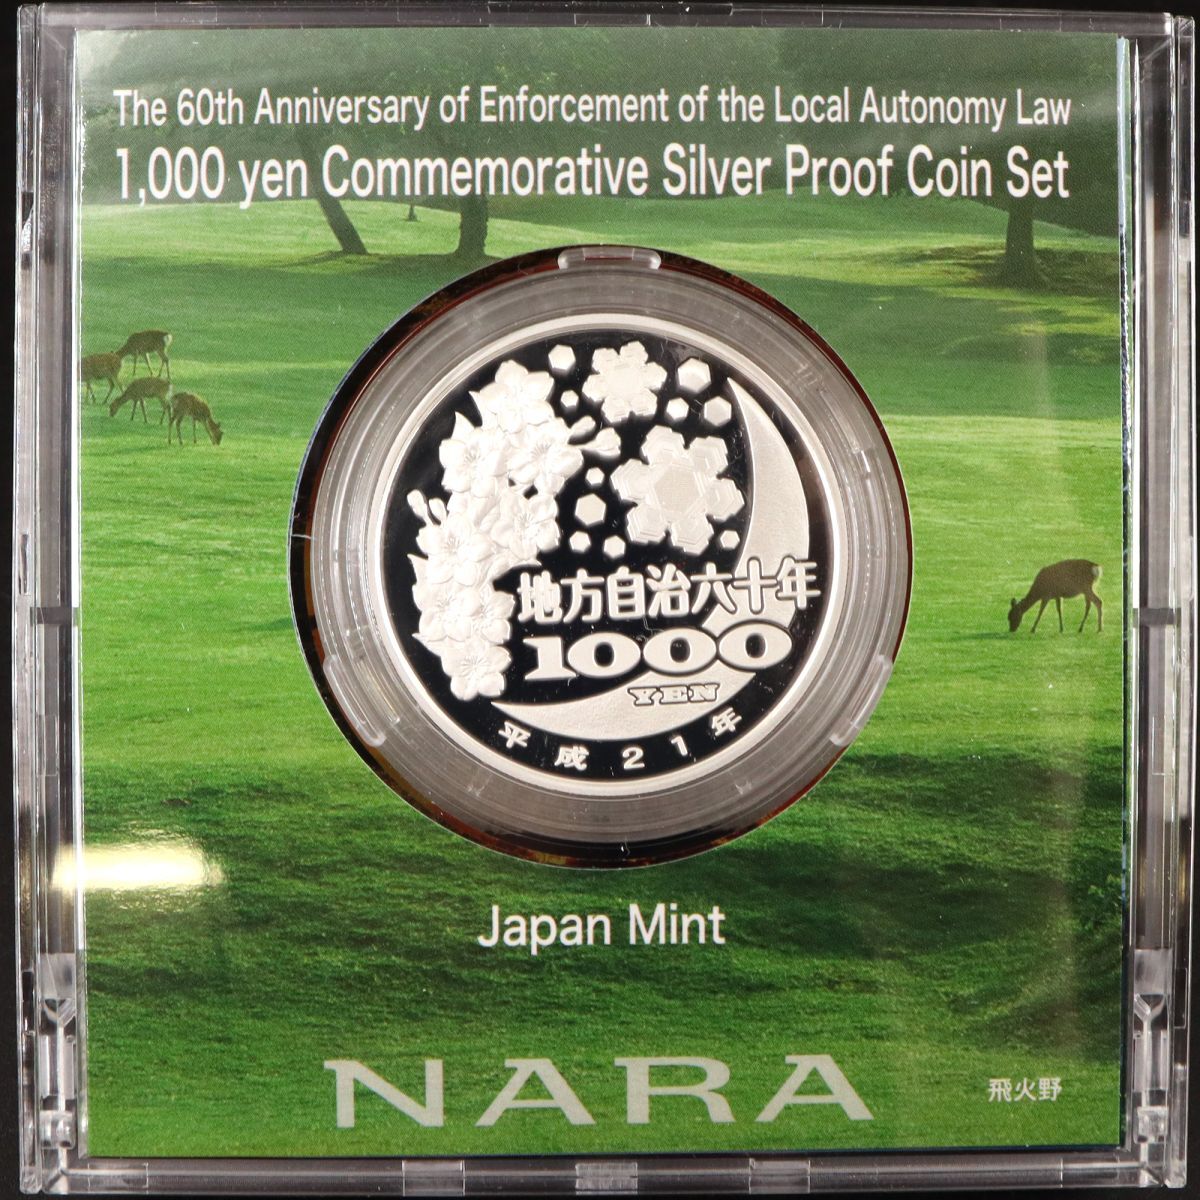 The 60th Anniversary of Enforcement of the Local Autonomy Law
1,000 yen Commemorative Silver Proof Coin Set
地方自治六十年
1000
YEN
平成21年
Japan Mint
NARA
飛火野